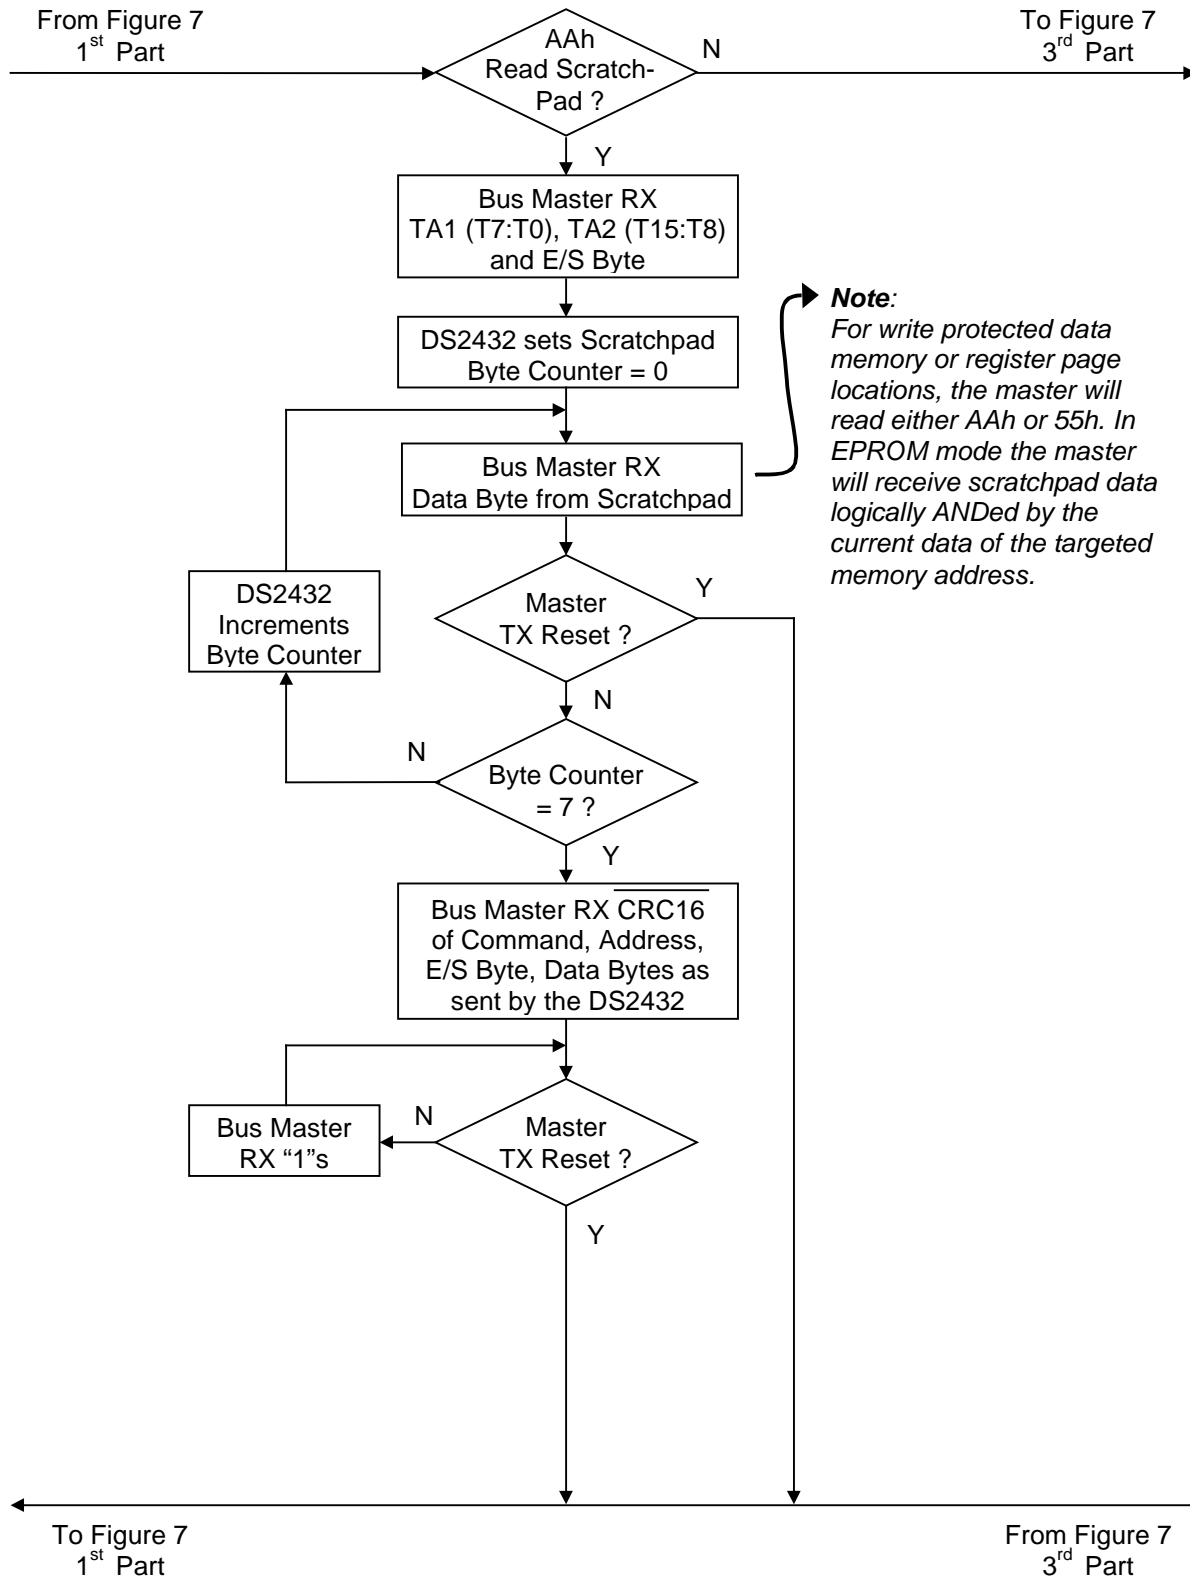 From Figure 7
1st Part
To Figure 7
3rd Part
AAh
Read Scratch-
Pad ?
N
Y
Bus Master RX
TA1 (T7:T0), TA2 (T15:T8)
and E/S Byte
DS2432 sets Scratchpad
Byte Counter = 0
Note:
For write protected data
memory or register page
locations, the master will
read either AAh or 55h. In
EPROM mode the master
will receive scratchpad data
logically ANDed by the
current data of the targeted
memory address.
Bus Master RX
Data Byte from Scratchpad
DS2432
Increments
Byte Counter
Master
TX Reset ?
Y
N
N
Byte Counter
= 7 ?
Y
Bus Master RX CRC16
of Command, Address,
E/S Byte, Data Bytes as
sent by the DS2432
Bus Master
RX “1”s
N
Master
TX Reset ?
Y
To Figure 7
1st Part
From Figure 7
3rd Part